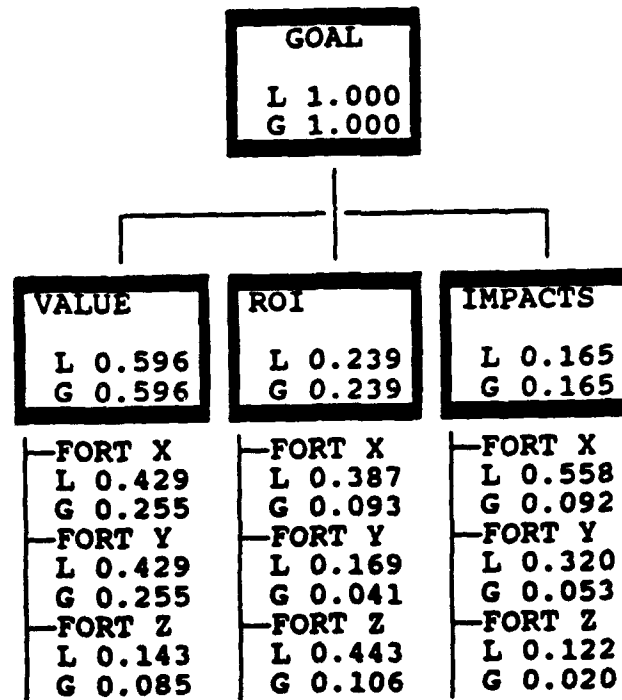 GOAL
L 1.000
G 1.000
VALUE
L 0.596
G 0.596
FORT X
L 0.429
G 0.255
FORT Y
L 0.429
G 0.255
FORT Z
L 0.143
G 0.085
ROI
L 0.239
G 0.239
FORT X
L 0.387
G 0.093
FORT Y
L 0.169
G 0.041
FORT Z
L 0.443
G 0.106
IMPACTS
L 0.165
G 0.165
FORT X
L 0.558
G 0.092
FORT Y
L 0.320
G 0.053
FORT Z
L 0.122
G 0.020